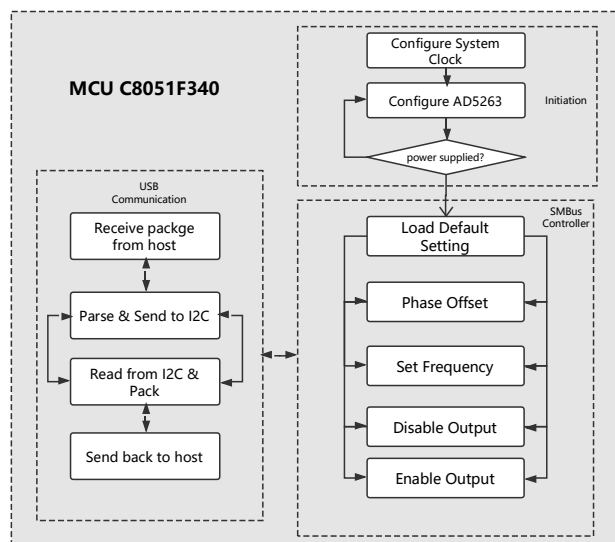 MCU C8051F340
Configure System
Clock
Configure AD5263
Initiation
power supplied?
USB
Communication
Receive packge
from host
Parse & Send to I2C
Read from I2C &
Pack
Send back to host
SMBus
Controller
Load Default
Setting
Phase Offset
Set Frequency
Disable Output
Enable Output